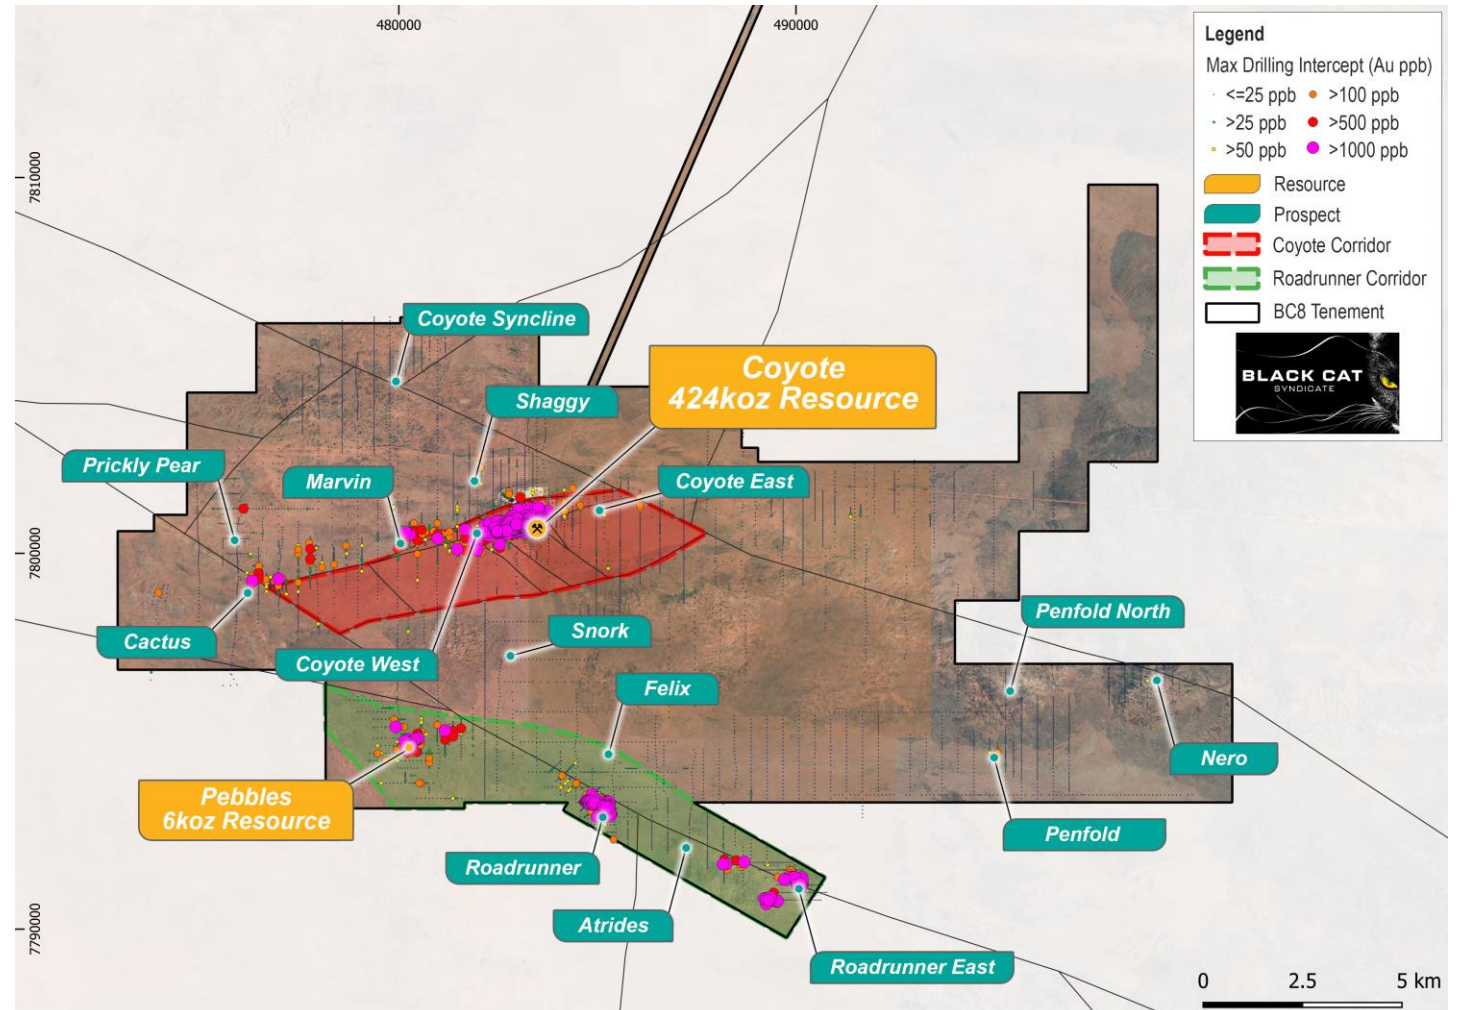 480000
490000
7810000
7800000
7790000
Legend
Max Drilling Intercept (Au ppb)
<=25 ppb
>100 ppb
>25 ppb
>500 ppb
>50 ppb
>1000 ppb
Resource
Prospect
Coyote Corridor
Roadrunner Corridor
BC8 Tenement
BLACK CAT
SYNDICATE
Coyote Syncline
Coyote
424koz Resource
Shaggy
Prickly Pear
Marvin
Coyote East
Cactus
Coyote West
Snork
Penfold North
Felix
Nero
Pebbles
6koz Resource
Penfold
Roadrunner
Atrides
Roadrunner East
0
2.5
5 km